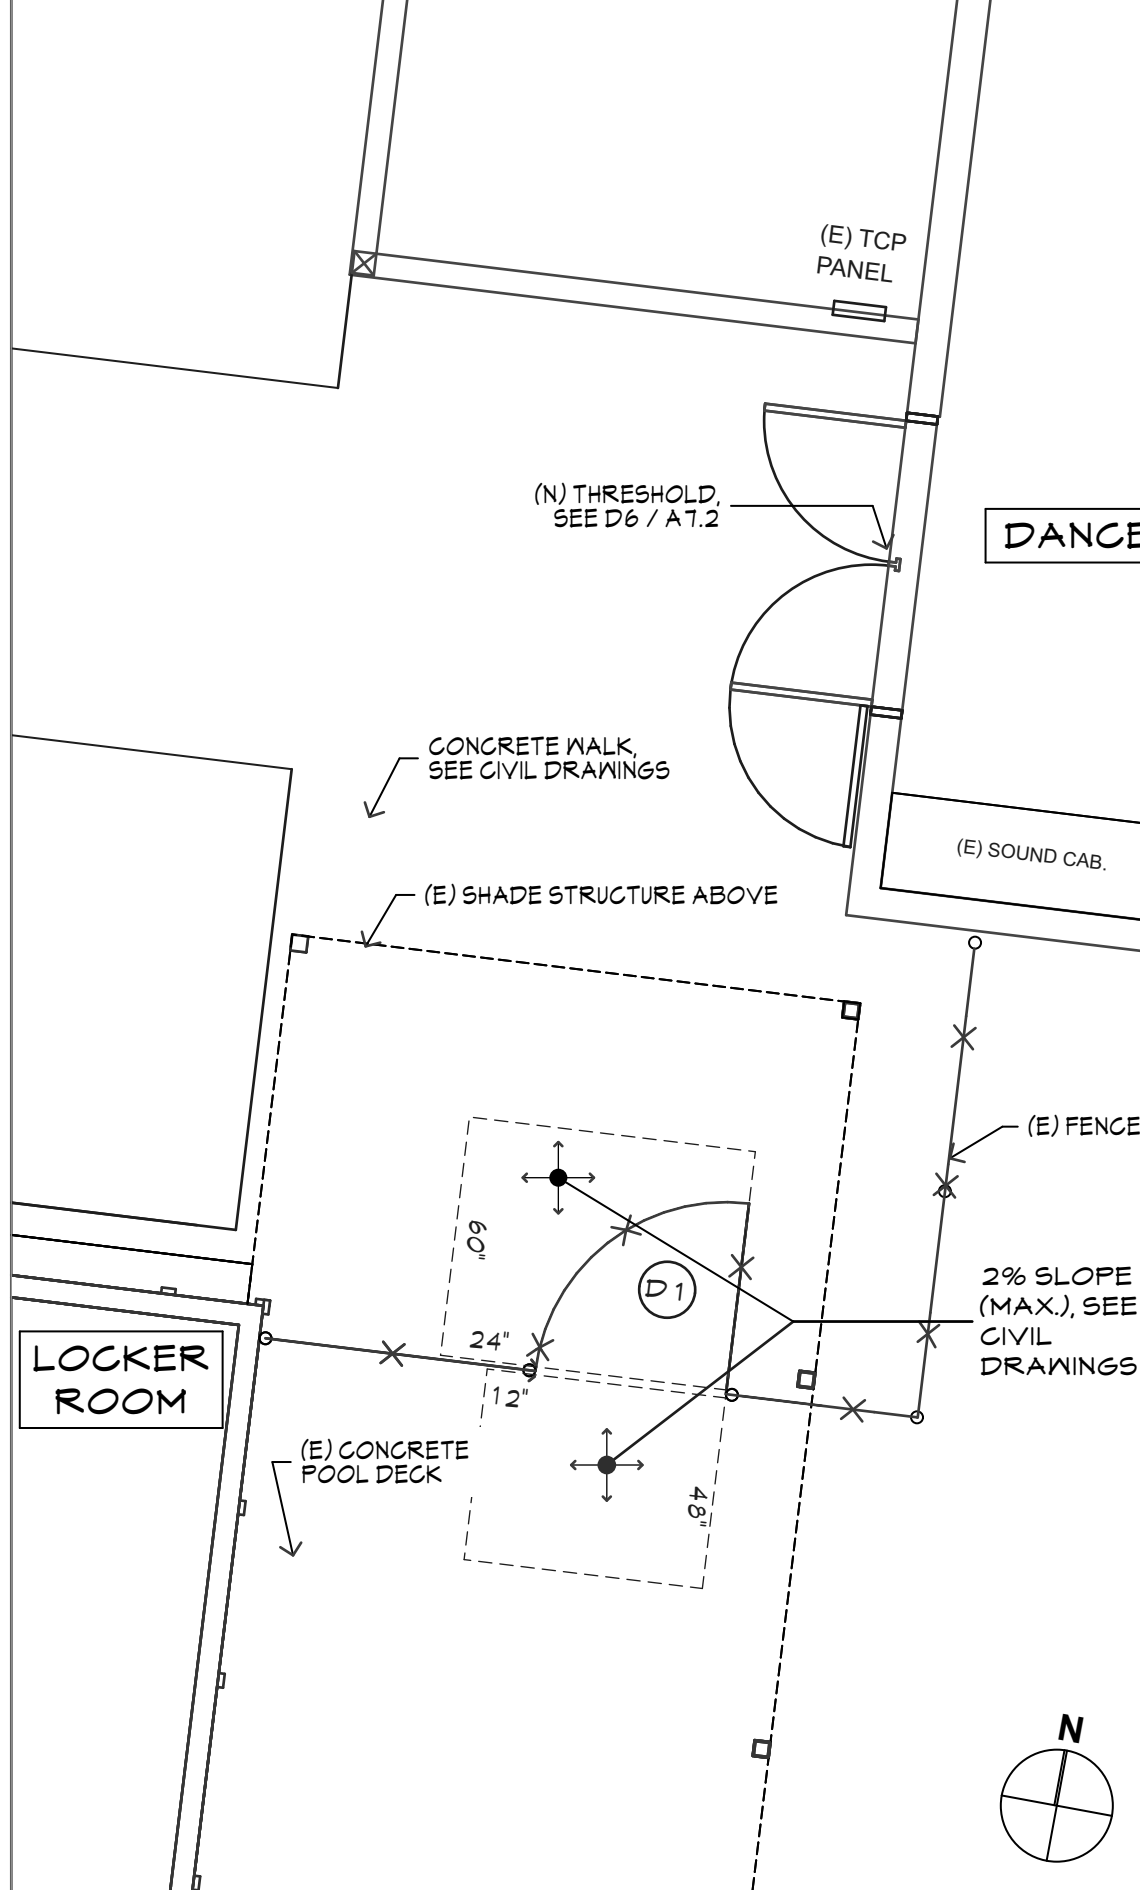 (E) TCP
PANEL
(N) THRESHOLD,
SEE D6 / A7.2
DANCE
CONCRETE WALK,
SEE CIVIL DRAWINGS
(E) SOUND CAB.
(E) SHADE STRUCTURE ABOVE
(E) FENCE
60"
D1
2% SLOPE
(MAX.), SEE
CIVIL
DRAWINGS
24"
12"
LOCKER
ROOM
(E) CONCRETE
POOL DECK
48"
N